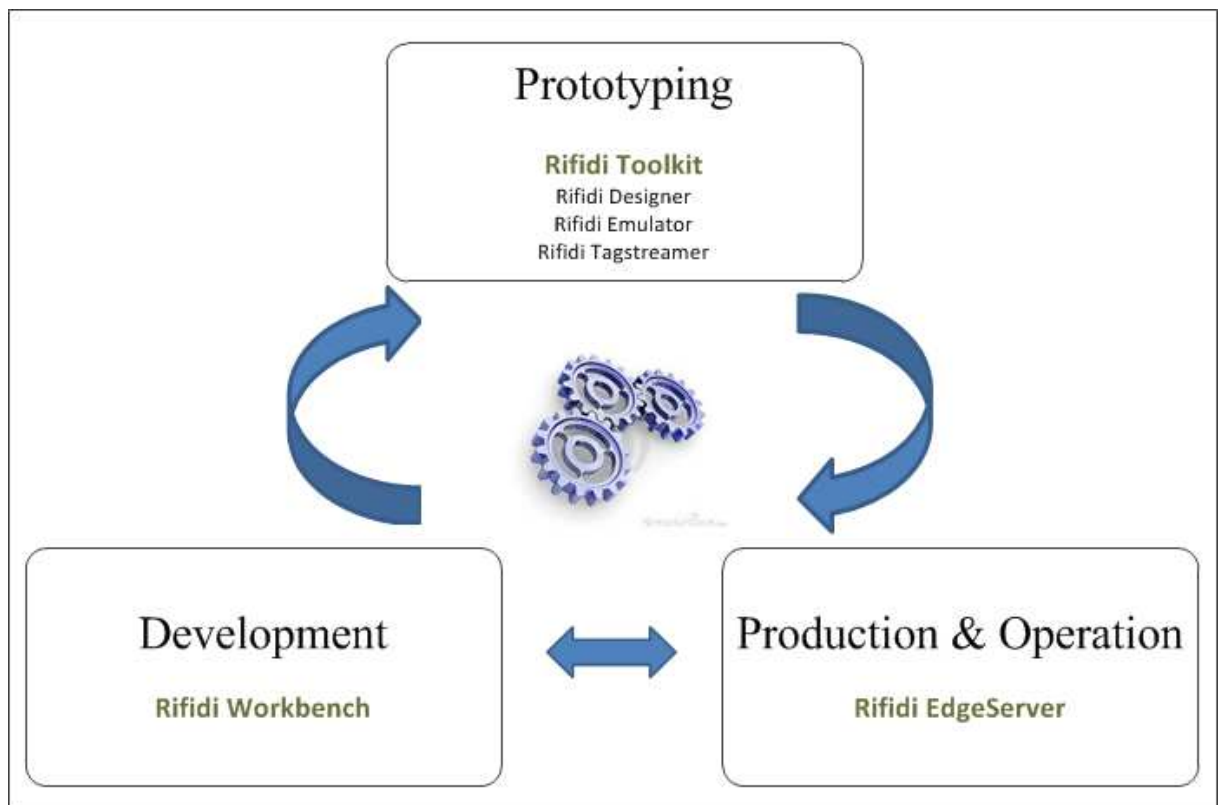 Prototyping
Rifidi Toolkit
Rifidi Designer
Rifidi Emulator
Rifidi Tagstreamer
Development
Rifidi Workbench
Production & Operation
Rifidi EdgeServer